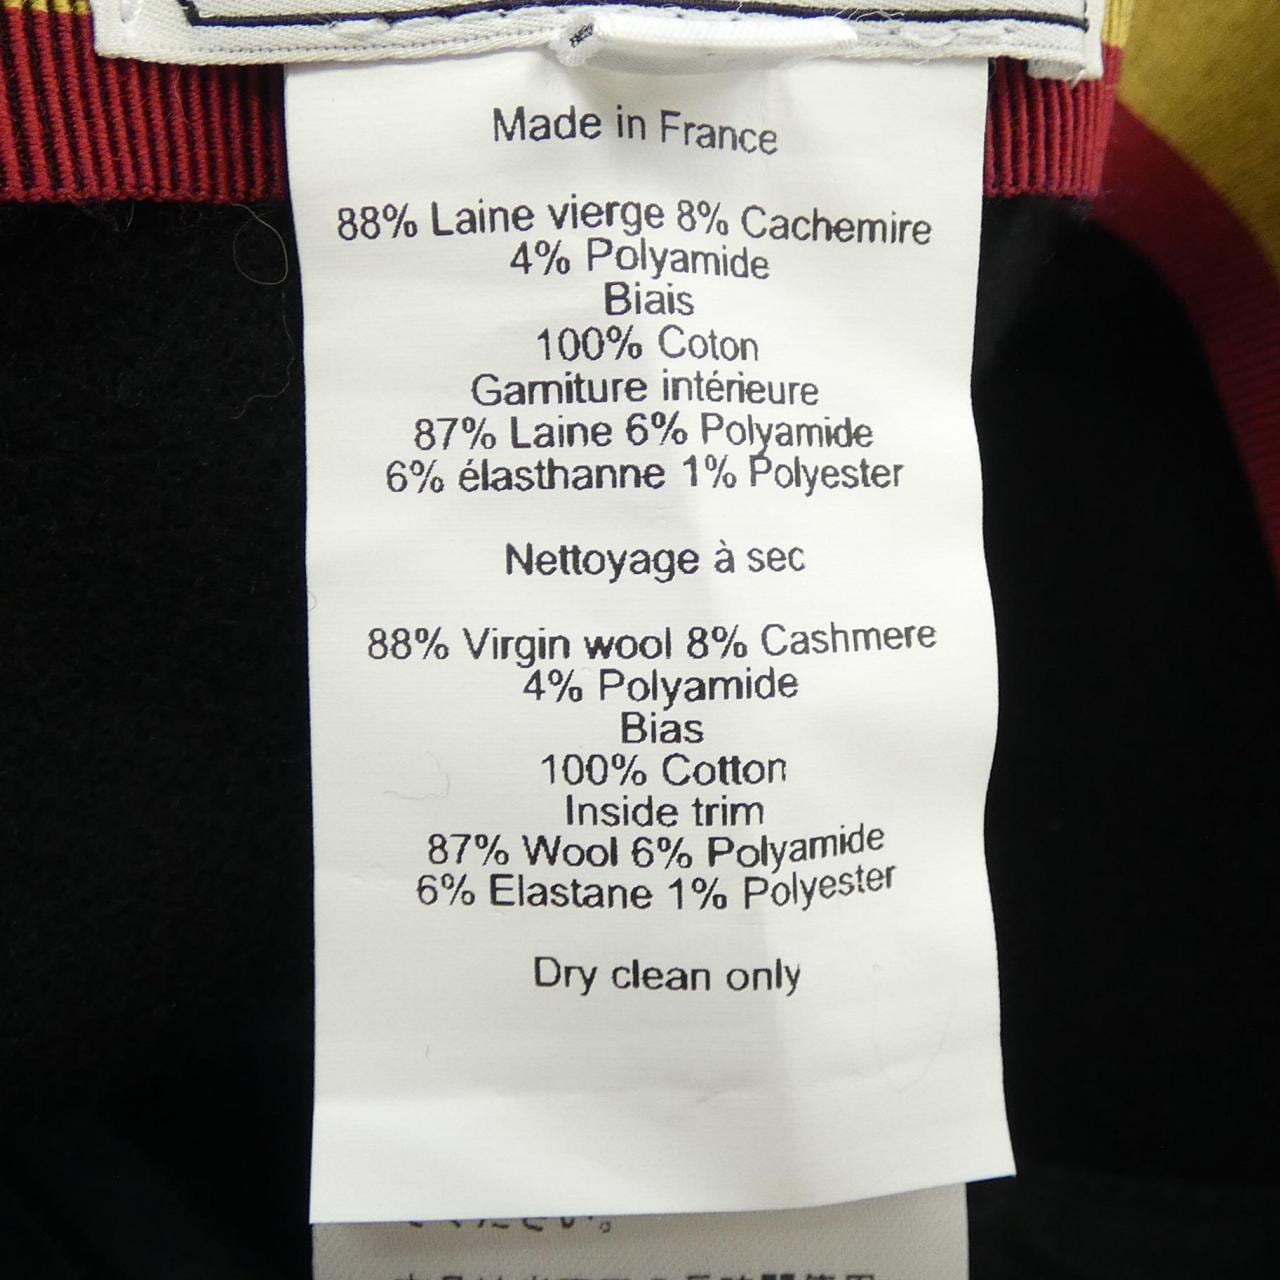 Made in France
88% Laine vierge 8% Cachemire
4% Polyamide
Biais
100% Coton
Garniture intérieure
87% Laine 6% Polyamide
6% élasthanne 1% Polyester
Nettoyage à sec
88% Virgin wool 8% Cashmere
4% Polyamide
Bias
100% Cotton
Inside trim
87% Wool 6% Polyamide
6% Elastane 1% Polyester
Dry clean only